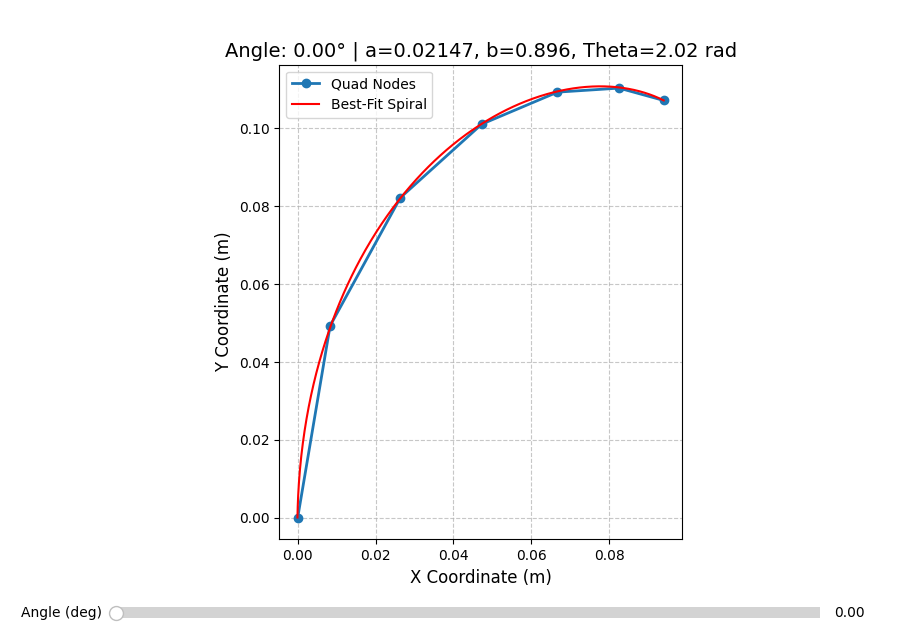 Angle: 0.00° | a=0.02147, b=0.896, Theta=2.02 rad
Quad Nodes
Best-Fit Spiral
0.10
0.08
0.06
0.04
0.02
0.00
Y Coordinate (m)
0.00 0.02 0.04 0.06 0.08
X Coordinate (m)
Angle (deg) 0.00